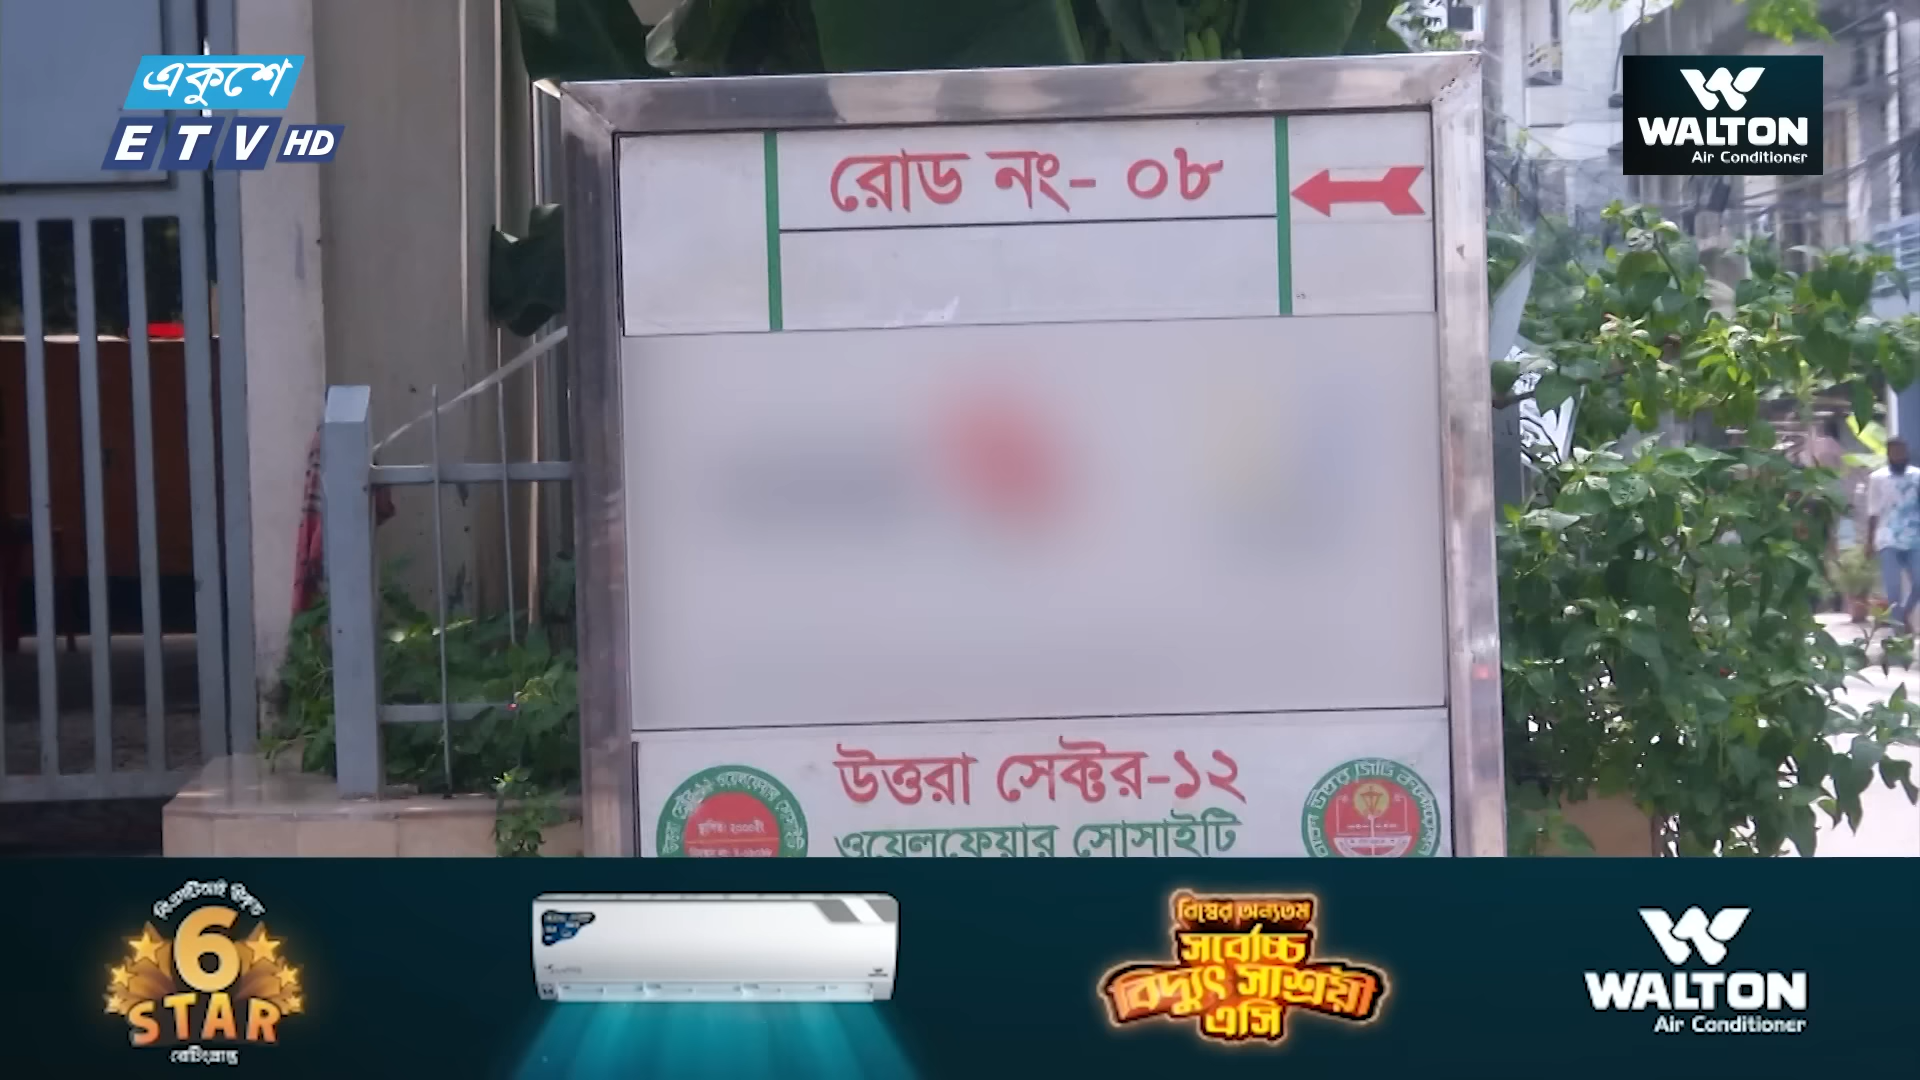 একুশে
ETV HD
WALTON
Air Conditioner
রোড নং- ০৮
উত্তরা সেক্টর-১২
ওয়েলফেয়ার সোসাইটি
স্থাপিত: ২০০০ইং
6
STAR
রেটিংপ্রাপ্ত
বিশ্বের অন্যতম
সর্বোচ্চ
বিদ্যুৎ সাশ্রয়ী
এসি
WALTON
Air Conditioner